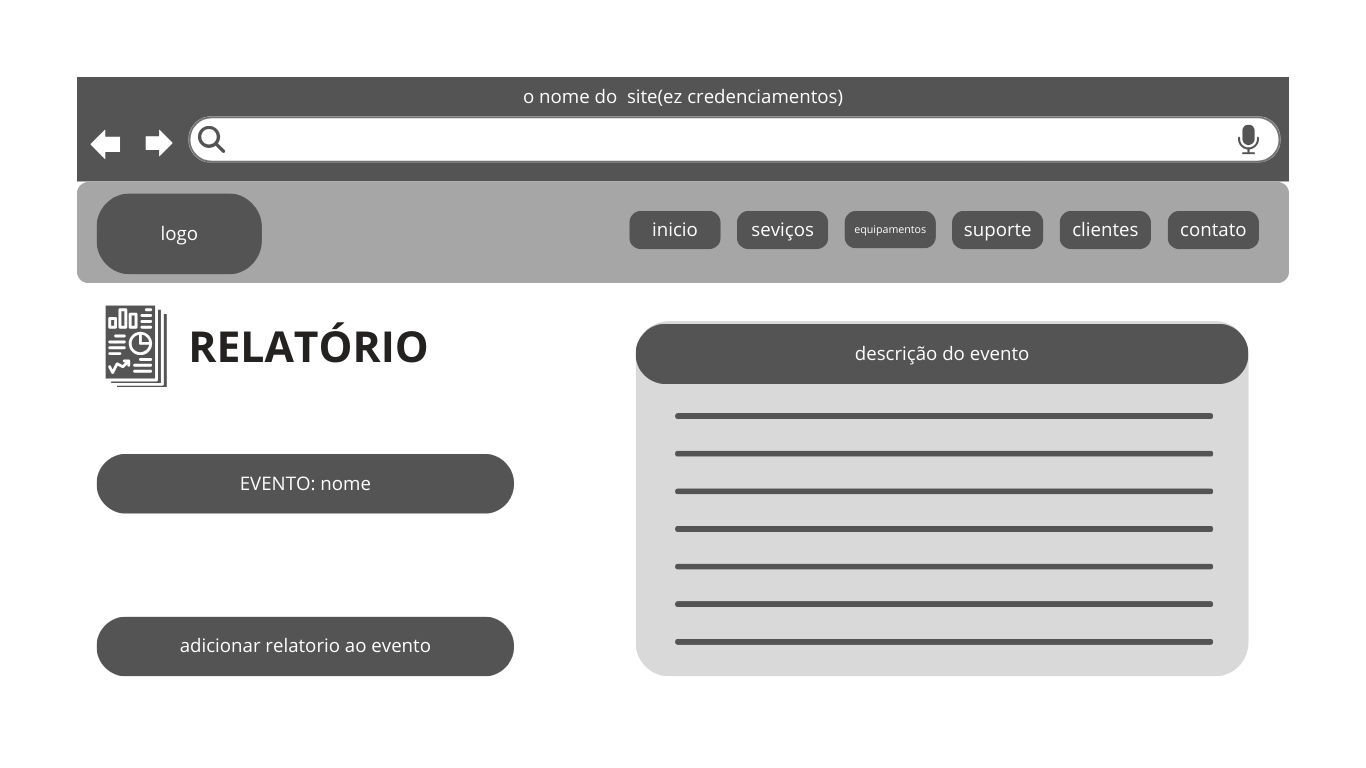 o nome do  site(ez credenciamentos)
logo
inicio
seviços
equipamentos
suporte
clientes
contato
RELATÓRIO
descrição do evento
EVENTO: nome
adicionar relatorio ao evento